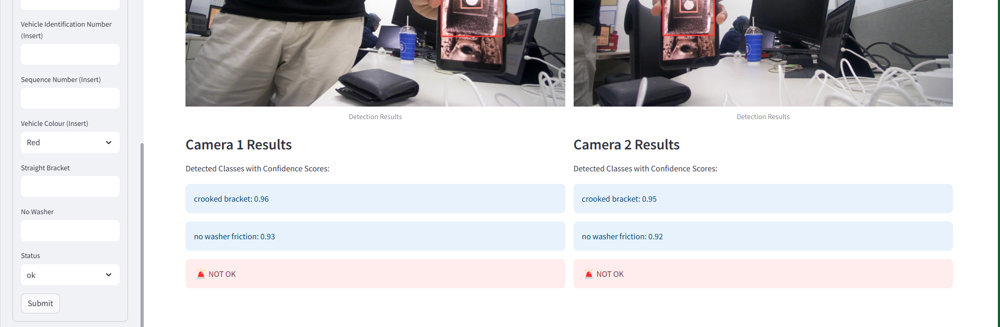 Vehicle Identification Number
(Insert)
Sequence Number (Insert)
Vehicle Colour (Insert)
Red
Straight Bracket
No Washer
Status
ok
Submit
Detection Results
Camera 1 Results
Detected Classes with Confidence Scores:
crooked bracket: 0.96
no washer friction: 0.93
🚨 NOT OK
Detection Results
Camera 2 Results
Detected Classes with Confidence Scores:
crooked bracket: 0.95
no washer friction: 0.92
🚨 NOT OK